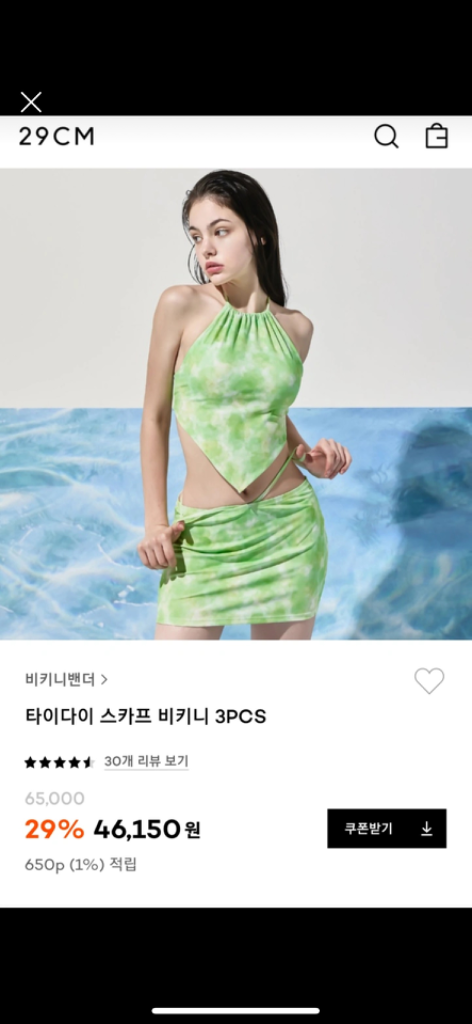 29CM
비키니밴더 >
타이다이 스카프 비키니 3PCS
30개 리뷰 보기
65,000
29% 46,150원
쿠폰받기
650p (1%) 적립